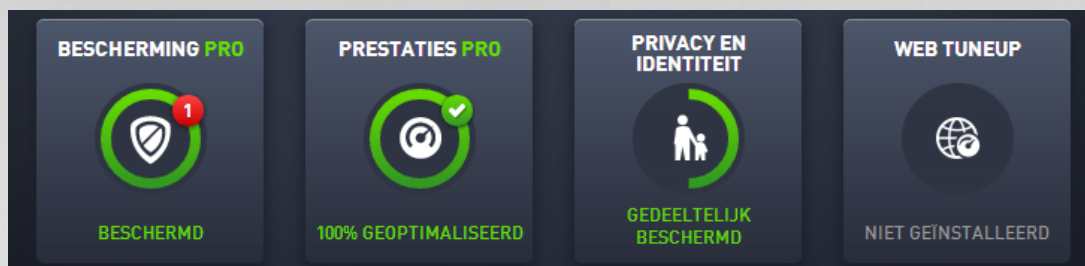 BESCHERMING PRO
1
BESCHERMD
PRESTATIES PRO
100% GEOPTIMALISEERD
PRIVACY EN
IDENTITEIT
GEDEELTELIJK
BESCHERMD
WEB TUNEUP
NIET GEÏNSTALLEERD